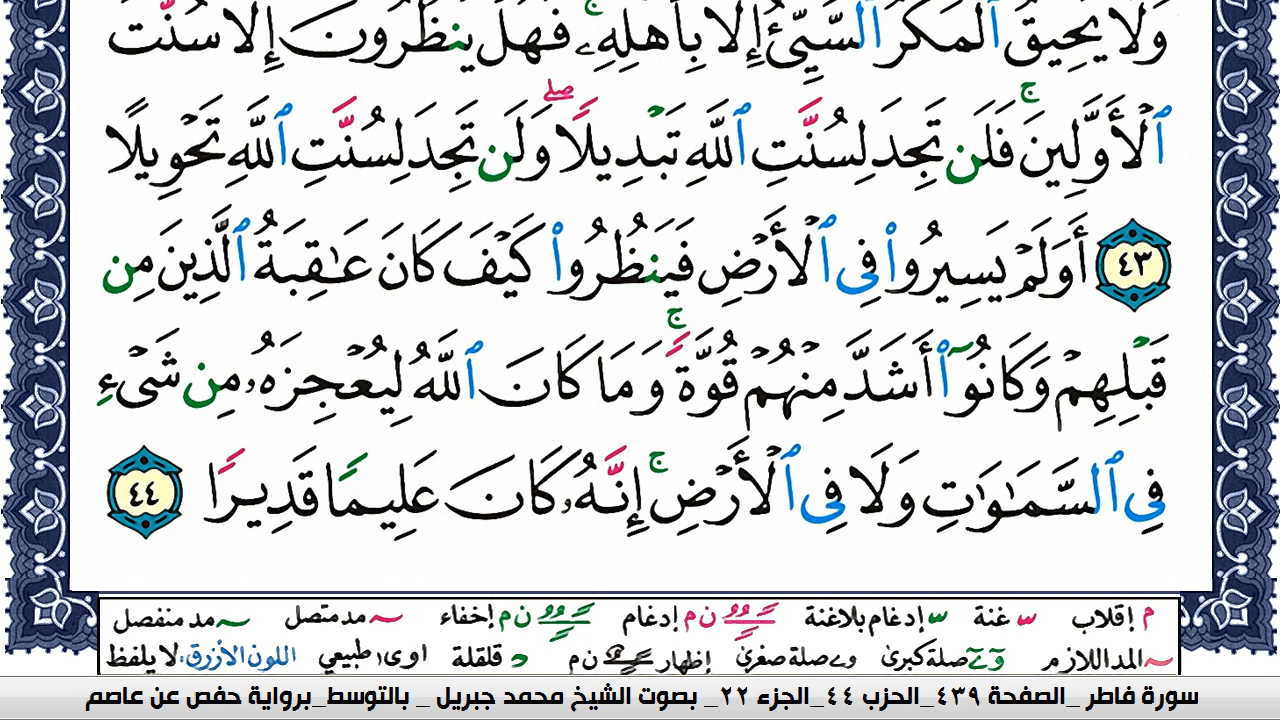 وَلَا يَحِيقُ ٱلۡمَكۡرُ ٱلسَّيِّئُ إِلَّا بِأَهۡلِهِۦۚ فَهَلۡ يَنظُرُونَ إِلَّا سُنَّتَ
ٱلۡأَوَّلِينَۚ فَلَن تَجِدَ لِسُنَّتِ ٱللَّهِ تَبۡدِيلٗاۖ وَلَن تَجِدَ لِسُنَّتِ ٱللَّهِ تَحۡوِيلًا
٤٣ أَوَلَمۡ يَسِيرُواْ فِي ٱلۡأَرۡضِ فَيَنظُرُواْ كَيۡفَ كَانَ عَٰقِبَةُ ٱلَّذِينَ مِن
قَبۡلِهِمۡ وَكَانُوٓاْ أَشَدَّ مِنۡهُمۡ قُوَّةٗۚ وَمَا كَانَ ٱللَّهُ لِيُعۡجِزَهُۥ مِن شَيۡءٖ
فِي ٱلسَّمَٰوَٰتِ وَلَا فِي ٱلۡأَرۡضِۚ إِنَّهُۥ كَانَ عَلِيمٗا قَدِيرٗا ٤٤
م إقلاب س غنة س إدغام بلاغنة ن م إدغام ن م إخفاء مد متصل مد منفصل
المد اللازم صلة كبرى صلة صغرى إظهار ن م د قلقلة اوى طبيعي اللون الأزرق: لا يلفظ
سورة فاطر _الصفحة ٤٣٩_الحزب ٤٤_الجزء ٢٢_ بصوت الشيخ محمد جبريل _ بالتوسط_برواية حفص عن عاصم